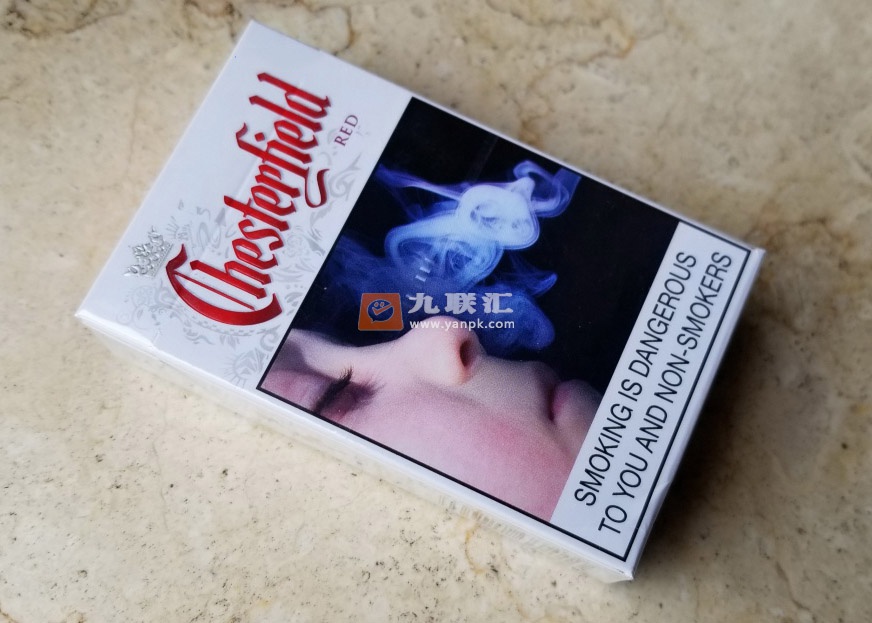 Chesterfield
RED
九联汇
www.yanpk.com
SMOKING IS DANGEROUS
TO YOU AND NON-SMOKERS